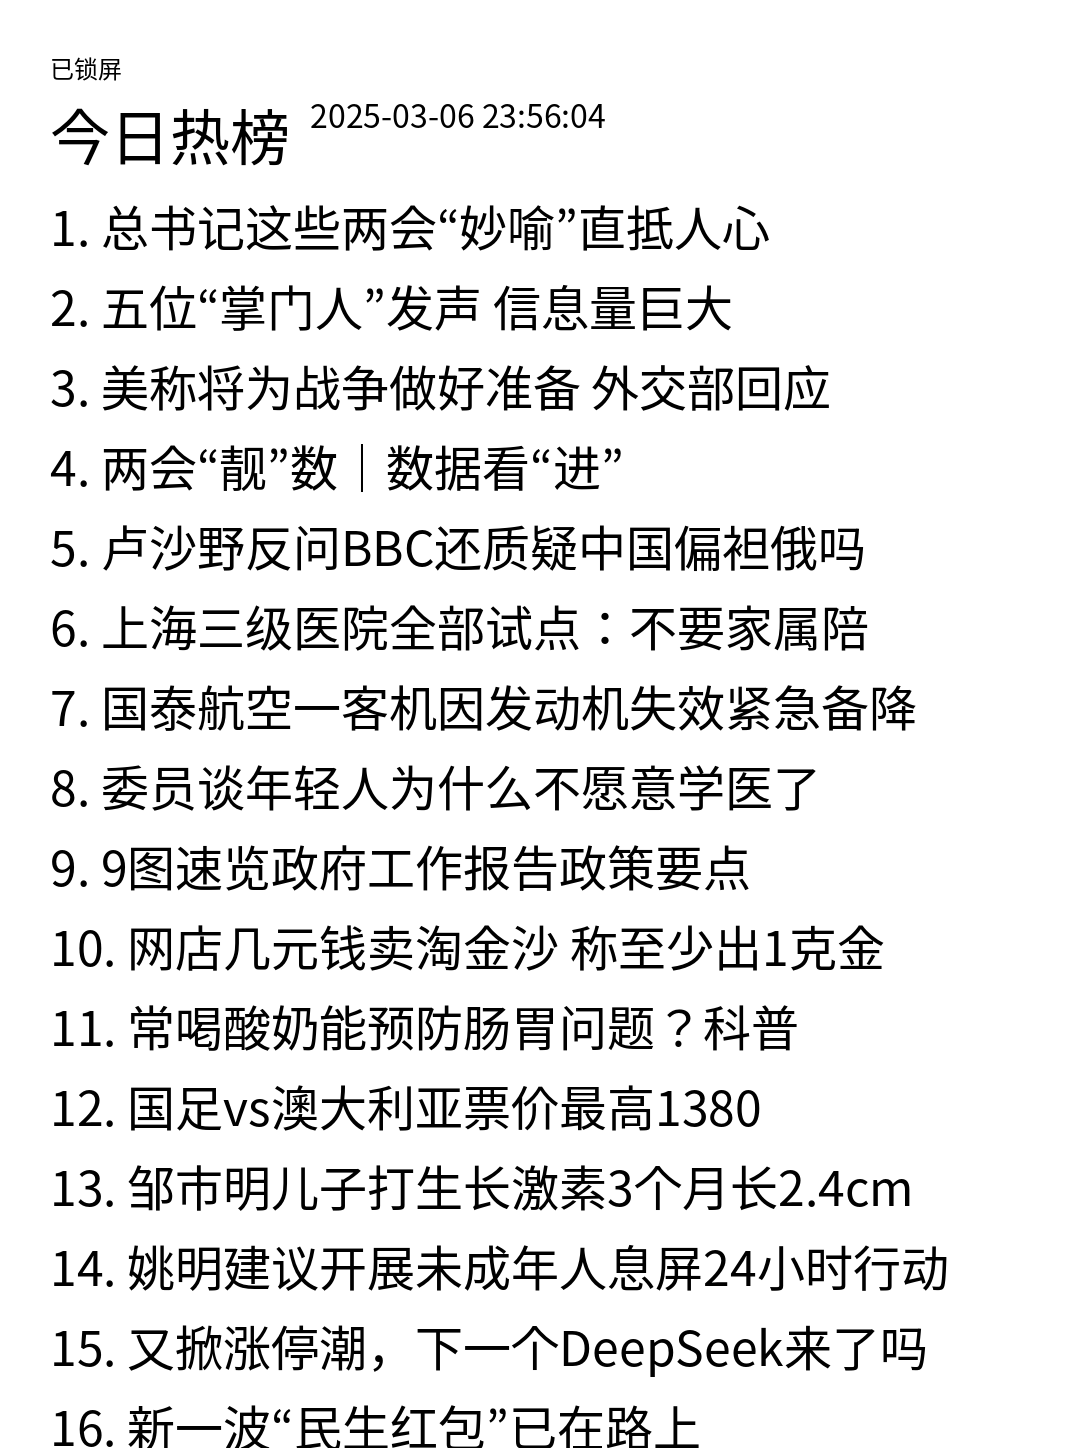 已锁屏
今日热榜 2025-03-06 23:56:04
1. 总书记这些两会“妙喻”直抵人心
2. 五位“掌门人”发声 信息量巨大
3. 美称将为战争做好准备 外交部回应
4. 两会“靓”数｜数据看“进”
5. 卢沙野反问BBC还质疑中国偏袒俄吗
6. 上海三级医院全部试点：不要家属陪
7. 国泰航空一客机因发动机失效紧急备降
8. 委员谈年轻人为什么不愿意学医了
9. 9图速览政府工作报告政策要点
10. 网店几元钱卖淘金沙 称至少出1克金
11. 常喝酸奶能预防肠胃问题？科普
12. 国足vs澳大利亚票价最高1380
13. 邹市明儿子打生长激素3个月长2.4cm
14. 姚明建议开展未成年人息屏24小时行动
15. 又掀涨停潮，下一个DeepSeek来了吗
16. 新一波“民生红包”已在路上